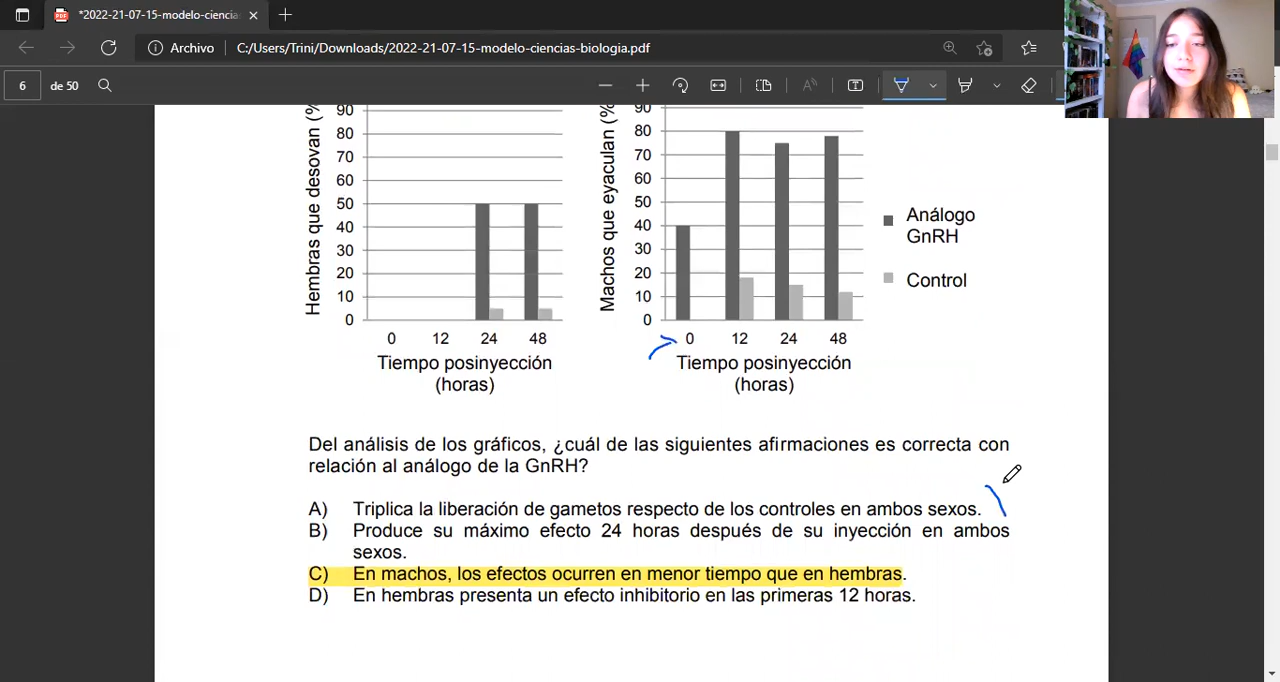 *2022-21-07-15-modelo-ciencia
Archivo
C:/Users/Trini/Downloads/2022-21-07-15-modelo-ciencias-biologia.pdf
6 de 50
Hembras que desovan (%
90
80
70
60
50
40
30
20
10
0
0 12 24 48
Tiempo posinyección
(horas)
Machos que eyaculan (%
90
80
70
60
50
40
30
20
10
0
0 12 24 48
Tiempo posinyección
(horas)
Análogo
GnRH
Control
Del análisis de los gráficos, ¿cuál de las siguientes afirmaciones es correcta con
relación al análogo de la GnRH?
A) Triplica la liberación de gametos respecto de los controles en ambos sexos.
B) Produce su máximo efecto 24 horas después de su inyección en ambos
sexos.
C) En machos, los efectos ocurren en menor tiempo que en hembras.
D) En hembras presenta un efecto inhibitorio en las primeras 12 horas.